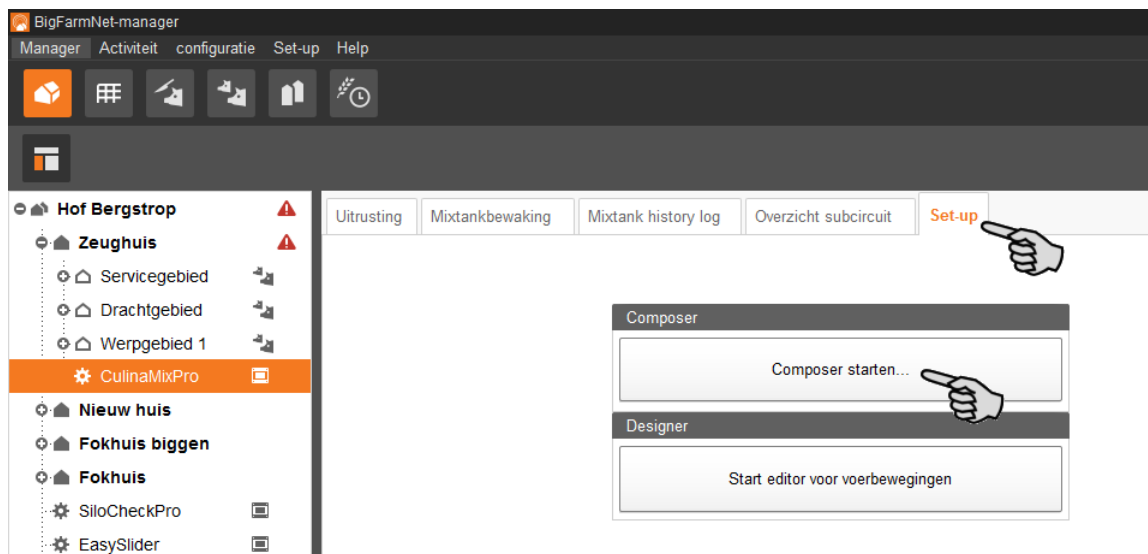 BigFarmNet-manager
Manager Activiteit configuratie Set-up Help
Hof Bergstrop
Zeughuis
Servicegebied
Drachtgebied
Werpgebied 1
CulinaMixPro
Nieuw huis
Fokhuis biggen
Fokhuis
SiloCheckPro
EasySlider
Uitrusting Mixtankbewaking Mixtank history log Overzicht subcircuit Set-up
Composer
Composer starten...
Designer
Start editor voor voerbewegingen